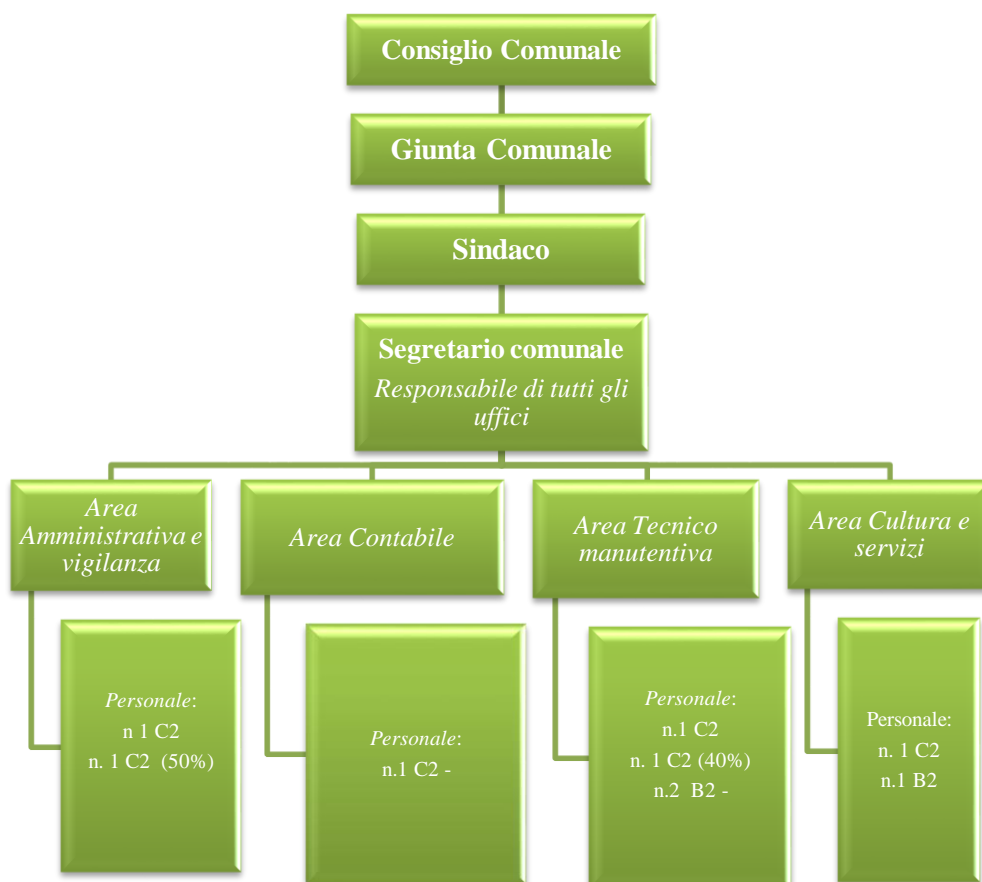 Consiglio Comunale
Giunta Comunale
Sindaco
Segretario comunale
Responsabile di tutti gli
uffici
Area
Amministrativa e
vigilanza
Area Contabile
Area Tecnico
manutentiva
Area Cultura e
servizi
Personale:
n 1 C2
n. 1 C2 (50%)
Personale:
n.1 C2 -
Personale:
n.1 C2
n. 1 C2 (40%)
n.2 B2 -
Personale:
n. 1 C2
n.1 B2